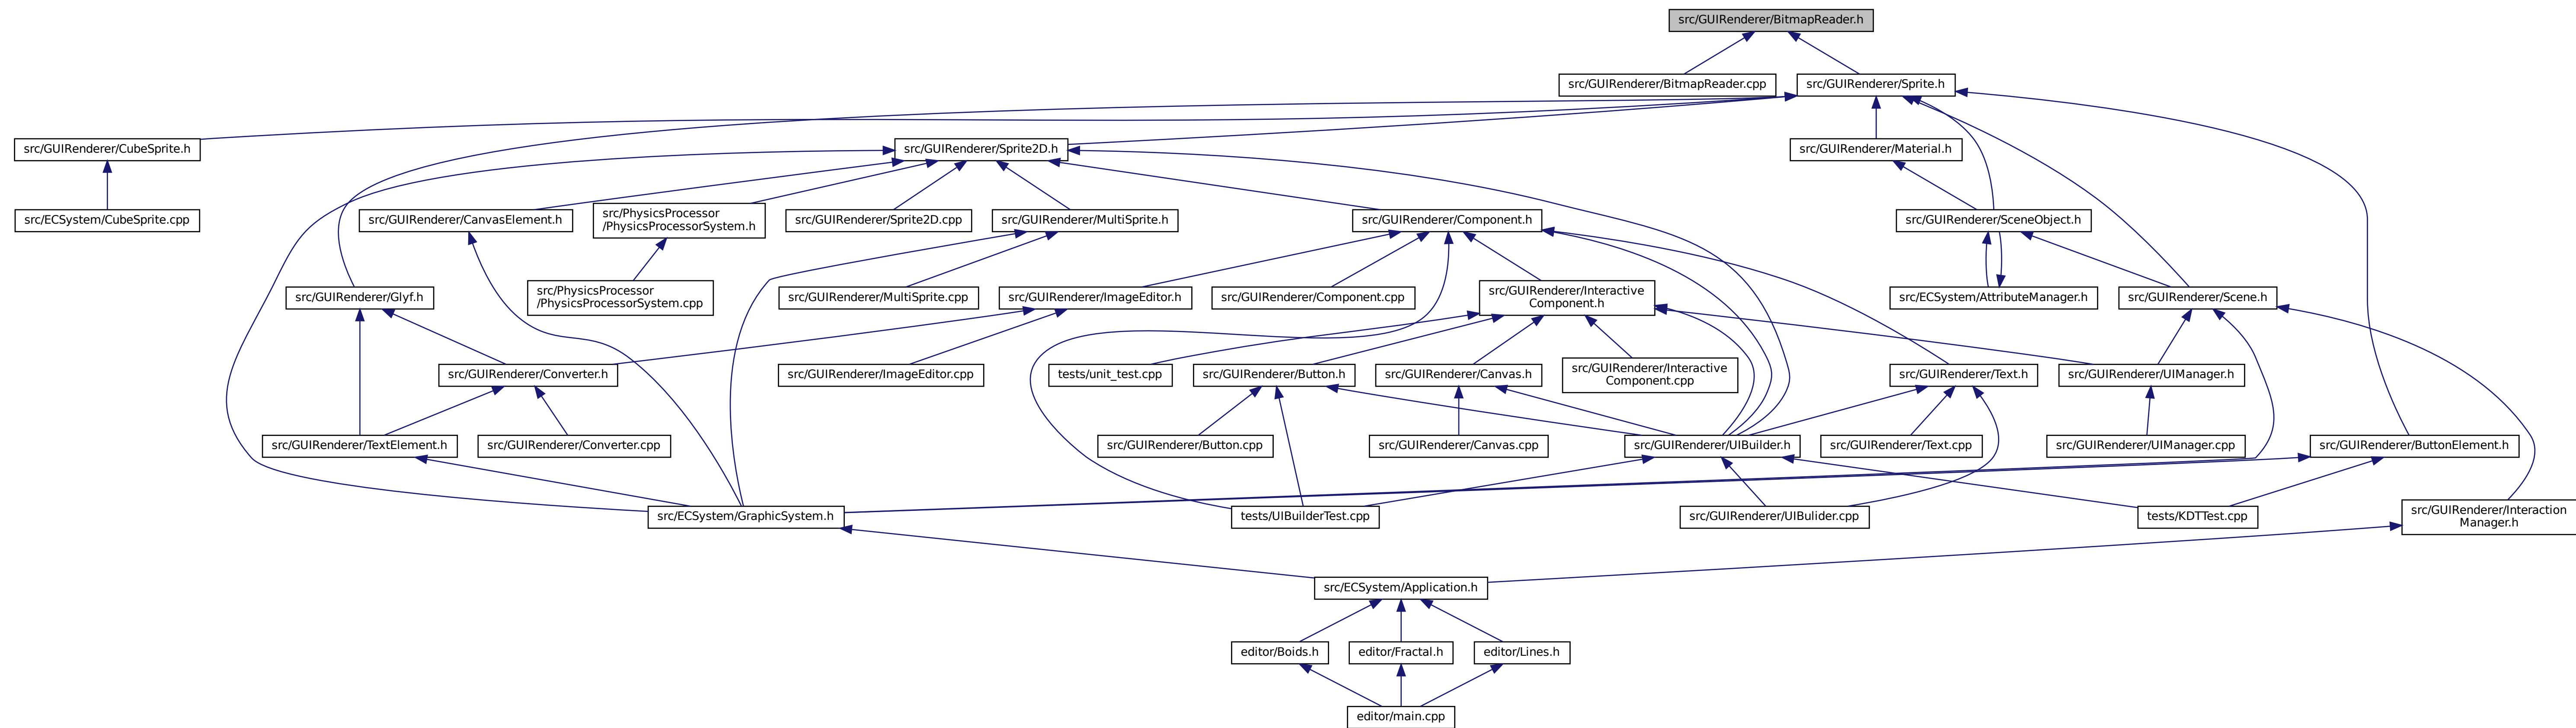 src/GUIRenderer/BitmapReader.h
src/GUIRenderer/BitmapReader.cpp
src/GUIRenderer/Sprite.h
src/GUIRenderer/CubeSprite.h
src/GUIRenderer/Sprite2D.h
src/GUIRenderer/Material.h
src/ECSystem/CubeSprite.cpp
src/GUIRenderer/CanvasElement.h
src/PhysicsProcessor
/PhysicsProcessorSystem.h
src/GUIRenderer/Sprite2D.cpp
src/GUIRenderer/MultiSprite.h
src/GUIRenderer/Component.h
src/GUIRenderer/SceneObject.h
src/GUIRenderer/Glyf.h
src/PhysicsProcessor
/PhysicsProcessorSystem.cpp
src/GUIRenderer/MultiSprite.cpp
src/GUIRenderer/ImageEditor.h
src/GUIRenderer/Component.cpp
src/GUIRenderer/Interactive
Component.h
src/ECSystem/AttributeManager.h
src/GUIRenderer/Scene.h
src/GUIRenderer/Converter.h
src/GUIRenderer/ImageEditor.cpp
tests/unit_test.cpp
src/GUIRenderer/Button.h
src/GUIRenderer/Canvas.h
src/GUIRenderer/Interactive
Component.cpp
src/GUIRenderer/Text.h
src/GUIRenderer/UIManager.h
src/GUIRenderer/TextElement.h
src/GUIRenderer/Converter.cpp
src/GUIRenderer/Button.cpp
src/GUIRenderer/Canvas.cpp
src/GUIRenderer/UIBuilder.h
src/GUIRenderer/Text.cpp
src/GUIRenderer/UIManager.cpp
src/GUIRenderer/ButtonElement.h
src/ECSystem/GraphicSystem.h
tests/UIBuilderTest.cpp
src/GUIRenderer/UIBulider.cpp
tests/KDTTest.cpp
src/GUIRenderer/Interaction
Manager.h
src/ECSystem/Application.h
editor/Boids.h
editor/Fractal.h
editor/Lines.h
editor/main.cpp